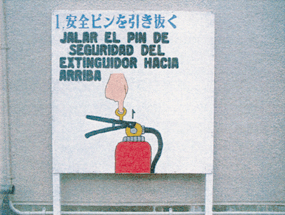 1.安全ピンを引き抜く
JALAR EL PIN DE
SEGURIDAD DEL
EXTINGUIDOR HACIA
ARRIBA